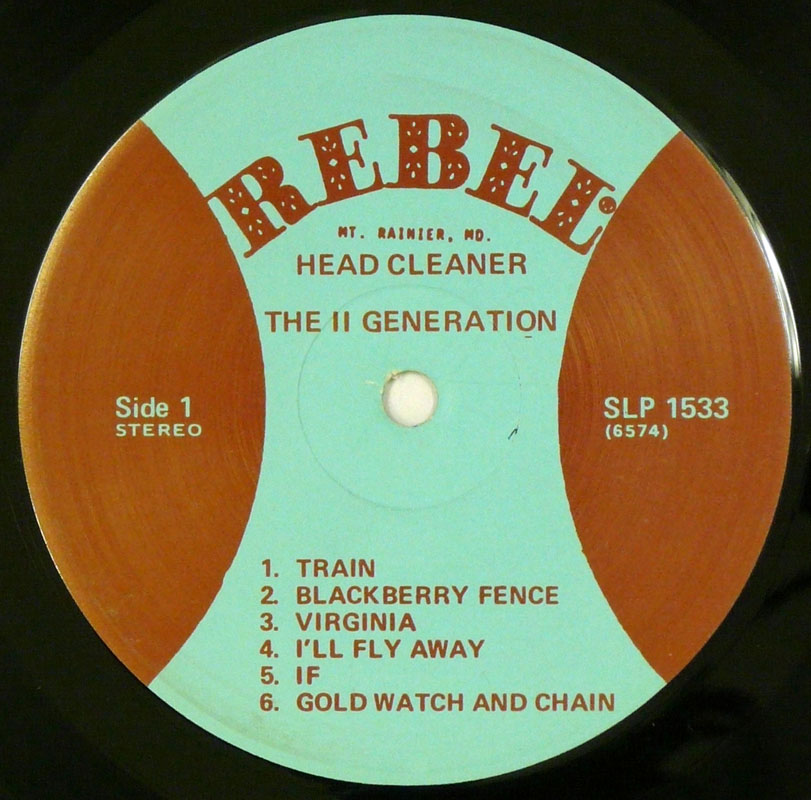 REBEL
MT. RAINIER, MD.
HEAD CLEANER
THE II GENERATION
Side 1
STEREO
SLP 1533
(6574)
1. TRAIN
2. BLACKBERRY FENCE
3. VIRGINIA
4. I'LL FLY AWAY
5. IF
6. GOLD WATCH AND CHAIN